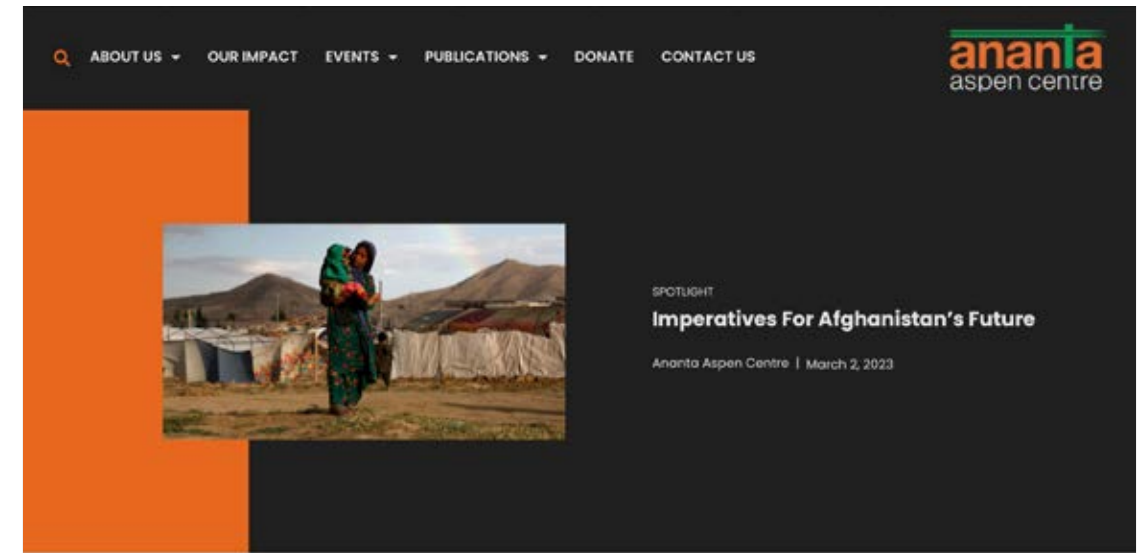 ABOUT US
OUR IMPACT
EVENTS
PUBLICATIONS
DONATE
CONTACT US
ananta
aspen centre
SPOTLIGHT
Imperatives For Afghanistan's Future
Ananta Aspen Centre | March 2, 2023